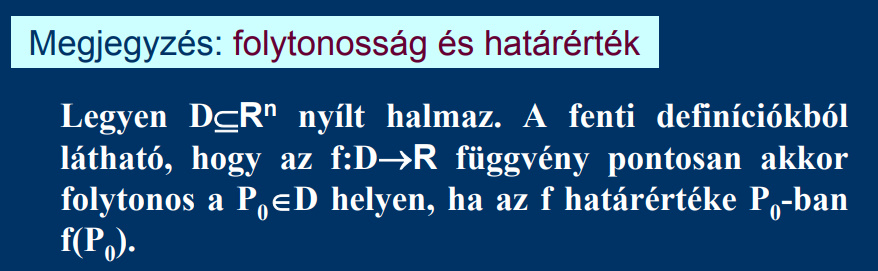 Megjegyzés: folytonosság és határérték
Legyen D⊆Rⁿ nyílt halmaz. A fenti definíciókból
látható, hogy az f:D→R függvény pontosan akkor
folytonos a P₀∈D helyen, ha az f határértéke P₀-ban
f(P₀).